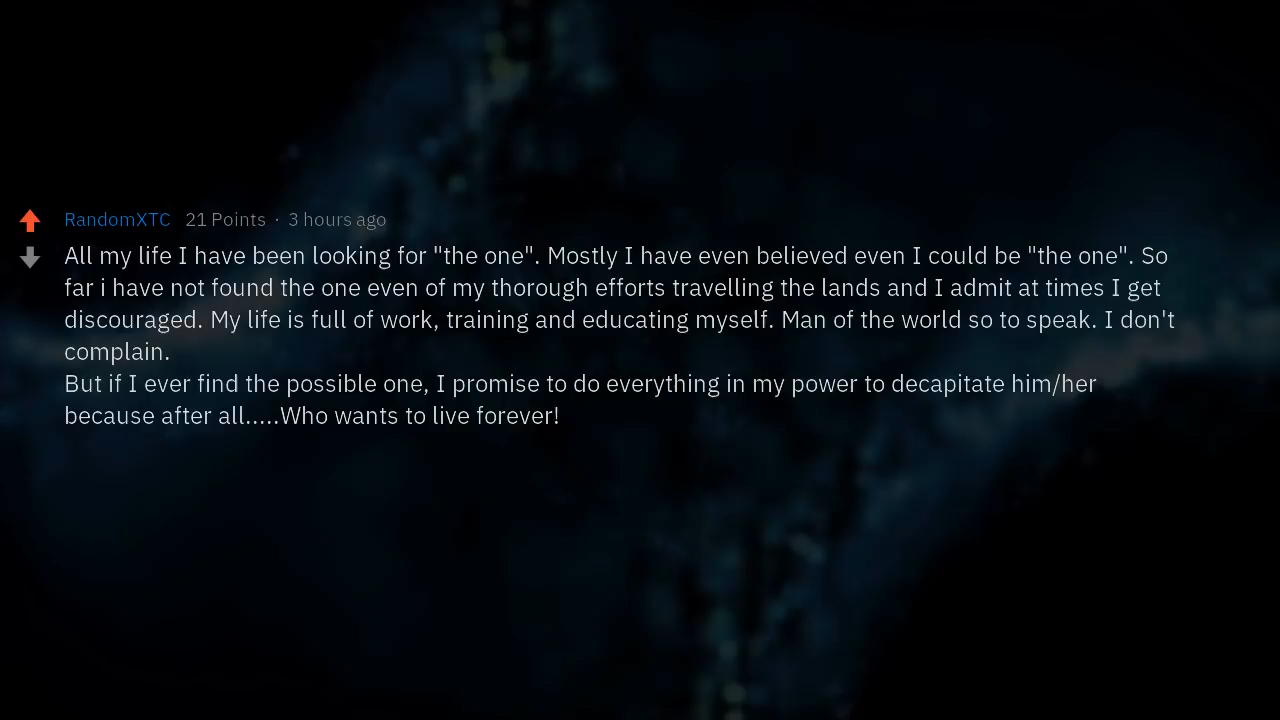 RandomXTC 21 Points · 3 hours ago
All my life I have been looking for "the one". Mostly I have even believed even I could be "the one". So
far i have not found the one even of my thorough efforts travelling the lands and I admit at times I get
discouraged. My life is full of work, training and educating myself. Man of the world so to speak. I don't
complain.
But if I ever find the possible one, I promise to do everything in my power to decapitate him/her
because after all.....Who wants to live forever!